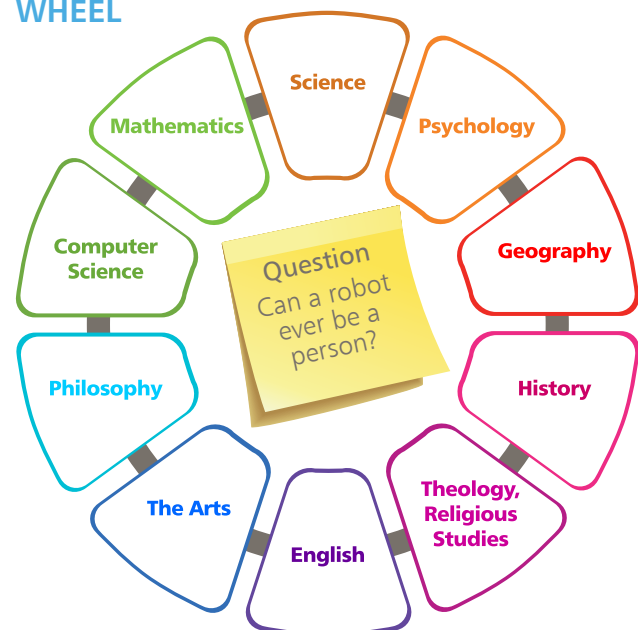 WHEEL
Science
Psychology
Geography
History
Theology,
Religious
Studies
English
The Arts
Philosophy
Computer
Science
Mathematics
Question
Can a robot
ever be a
person?